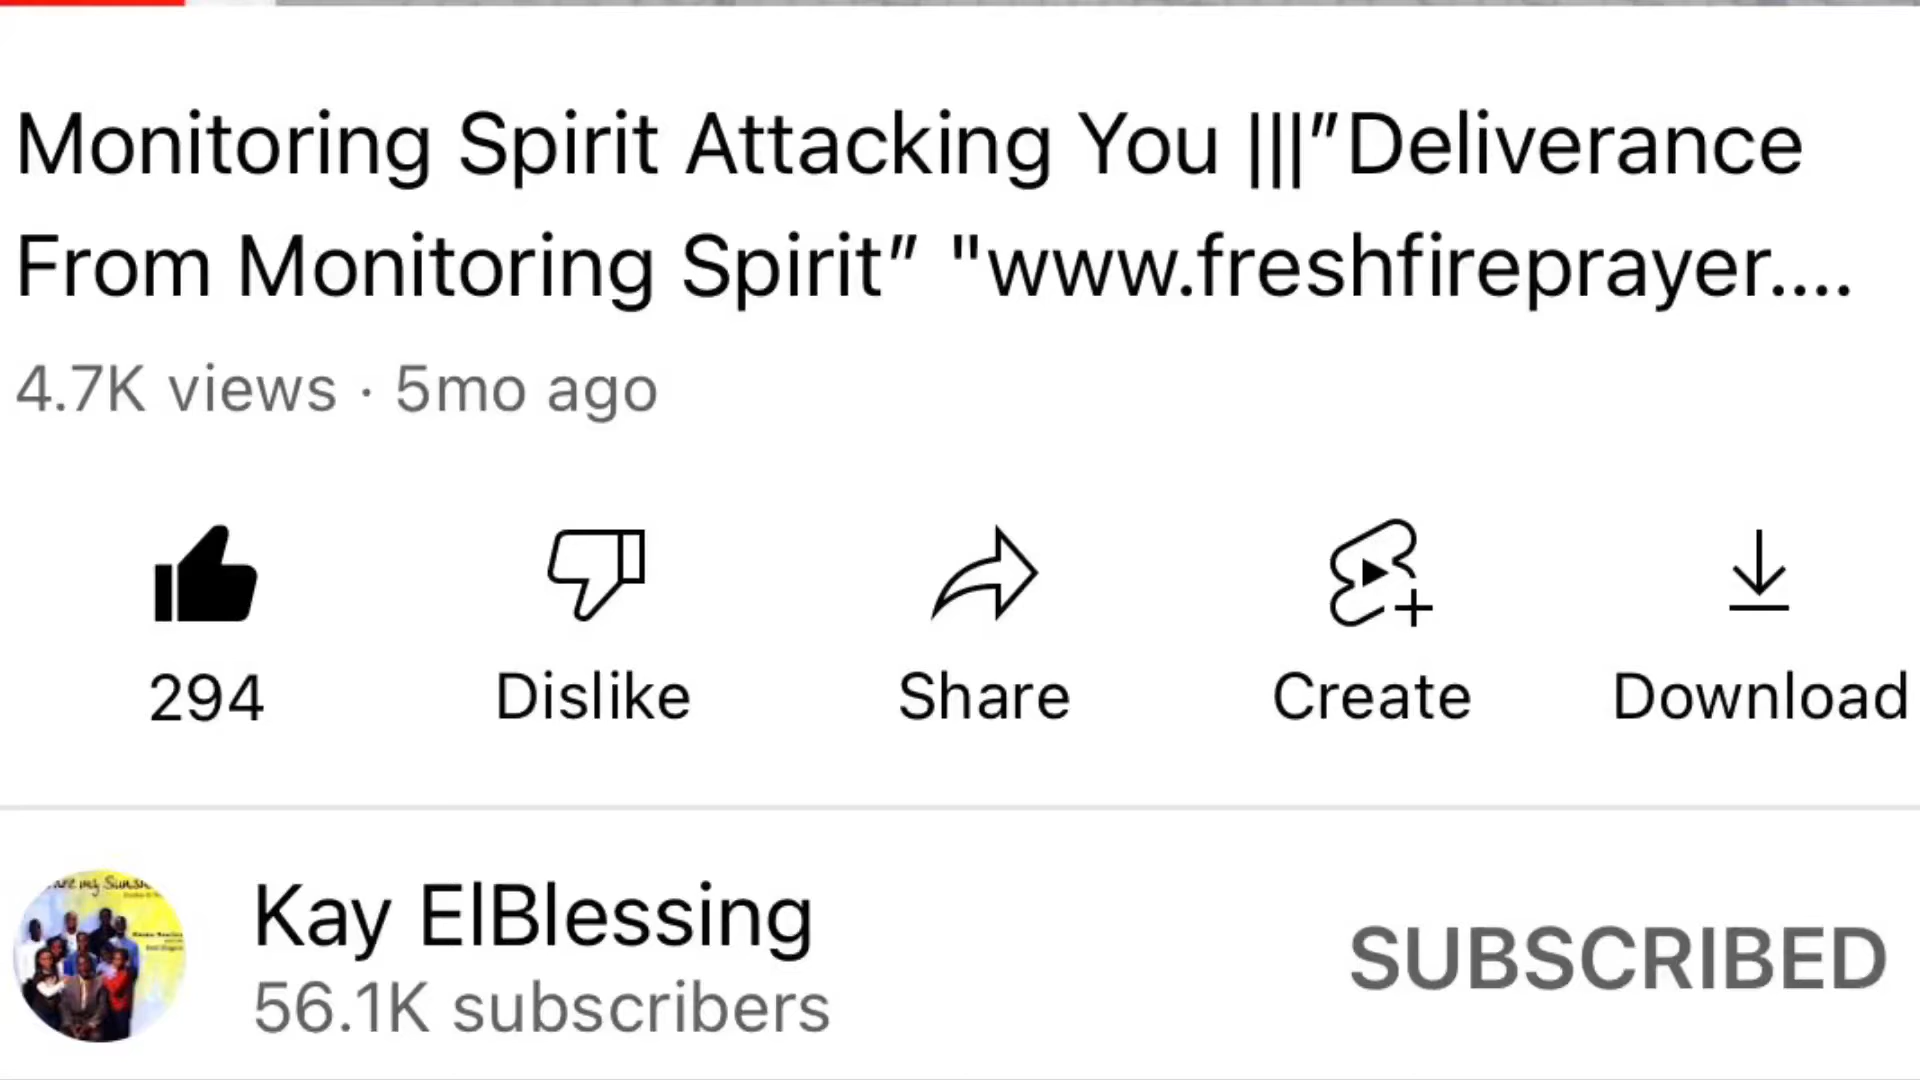 Monitoring Spirit Attacking You |||”Deliverance
From Monitoring Spirit” "www.freshfireprayer....
4.7K views · 5mo ago
294
Dislike
Share
Create
Download
Kay ElBlessing
56.1K subscribers
SUBSCRIBED